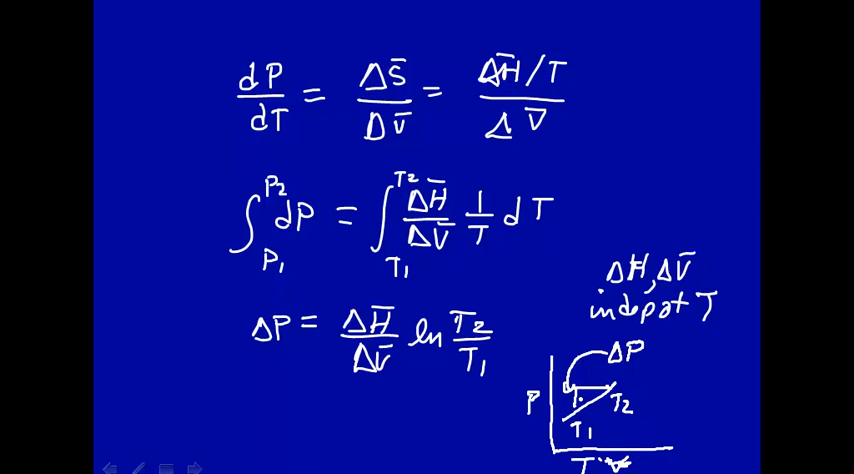 dP/dT = ΔS̄/ΔV̄ = ΔH̄/T / ΔV̄
∫P₁^P₂ dP = ∫T₁^T₂ ΔH̄/ΔV̄ 1/T dT
ΔH, ΔV̄
indep of T
ΔP = ΔH̄/ΔV̄ ln T₂/T₁
ΔP
P
T₂
T₁
T